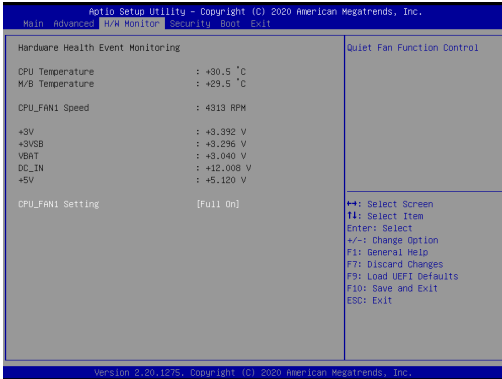 Aptio Setup Utility – Copyright (C) 2020 American Megatrends, Inc.
Main Advanced H/W Monitor Security Boot Exit
Hardware Health Event Monitoring
CPU Temperature : +30.5 °C
M/B Temperature : +29.5 °C
CPU_FAN1 Speed : 4313 RPM
+3V : +3.392 V
+3VSB : +3.296 V
VBAT : +3.040 V
DC_IN : +12.008 V
+5V : +5.120 V
CPU_FAN1 Setting [Full On]
Quiet Fan Function Control
↔: Select Screen
↑↓: Select Item
Enter: Select
+/-: Change Option
F1: General Help
F7: Discard Changes
F9: Load UEFI Defaults
F10: Save and Exit
ESC: Exit
Version 2.20.1275. Copyright (C) 2020 American Megatrends, Inc.